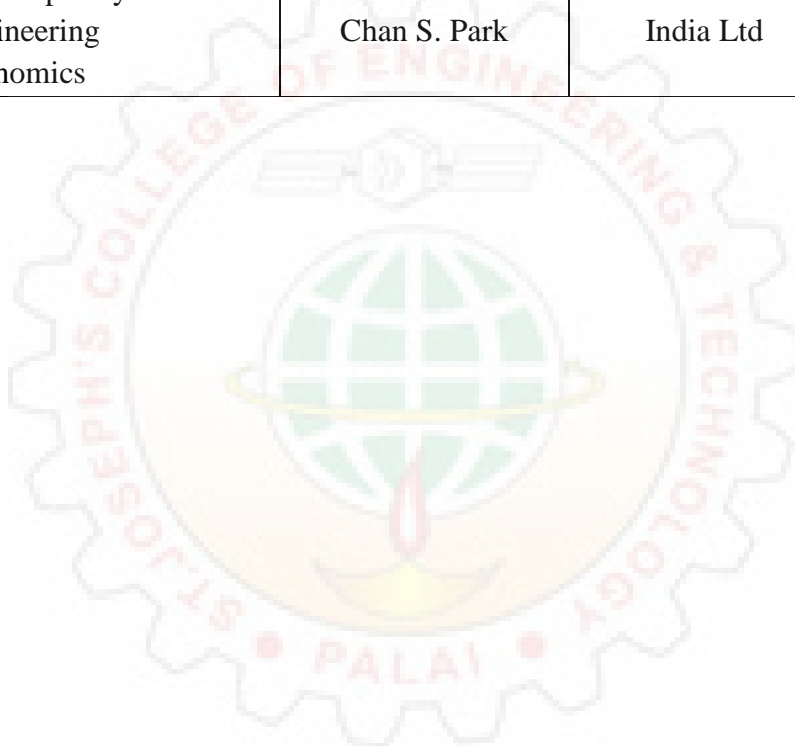 ineering
Chan S. Park
India Ltd
nomics
ST.JOSEPH'S COLLEGE OF ENGINEERING & TECHNOLOGY
PALAI